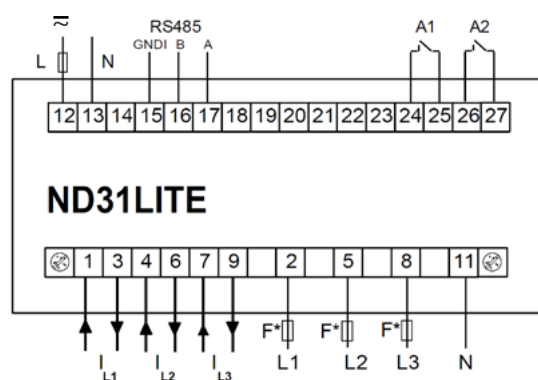 ≂
RS485
GNDI B A
A1 A2
L N
12 13 14 15 16 17 18 19 20 21 22 23 24 25 26 27
ND31LITE
1 3 4 6 7 9 2 5 8 11
F* F* F*
I L1 I L2 I L3 L1 L2 L3 N